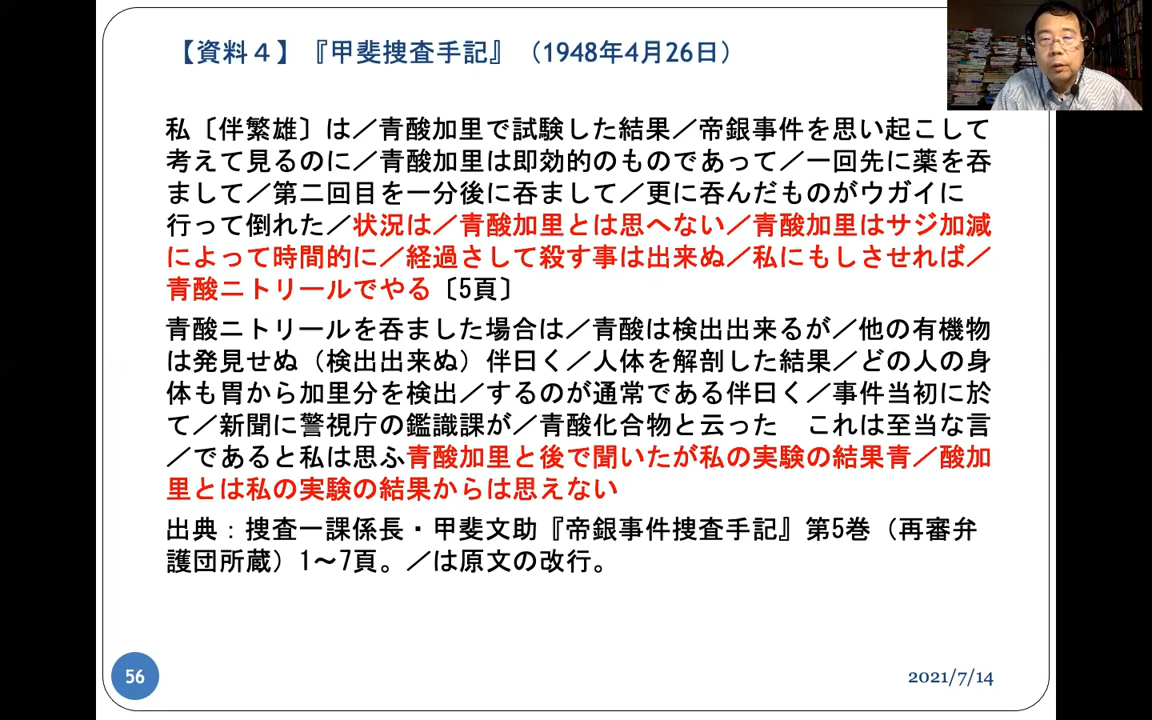 【資料４】『甲斐捜査手記』（1948年4月26日）
私〔伴繁雄〕は／青酸加里で試験した結果／帝銀事件を思い起こして
考えて見るのに／青酸加里は即効的のものであって／一回先に薬を呑
まして／第二回目を一分後に呑まして／更に呑んだものがウガイに
行って倒れた／状況は／青酸加里とは思へない／青酸加里はサジ加減
によって時間的に／経過さして殺す事は出来ぬ／私にもしさせれば／
青酸ニトリールでやる〔5頁〕
青酸ニトリールを呑ました場合は／青酸は検出出来るが／他の有機物
は発見せぬ（検出出来ぬ）伴曰く／人体を解剖した結果／どの人の身
体も胃から加里分を検出／するのが通常である伴曰く／事件当初に於
て／新聞に警視庁の鑑識課が／青酸化合物と云った　これは至当な言
／であると私は思ふ青酸加里と後で聞いたが私の実験の結果青／酸加
里とは私の実験の結果からは思えない
出典：捜査一課係長・甲斐文助『帝銀事件捜査手記』第5巻（再審弁
護団所蔵）1～7頁。／は原文の改行。
56
2021/7/14